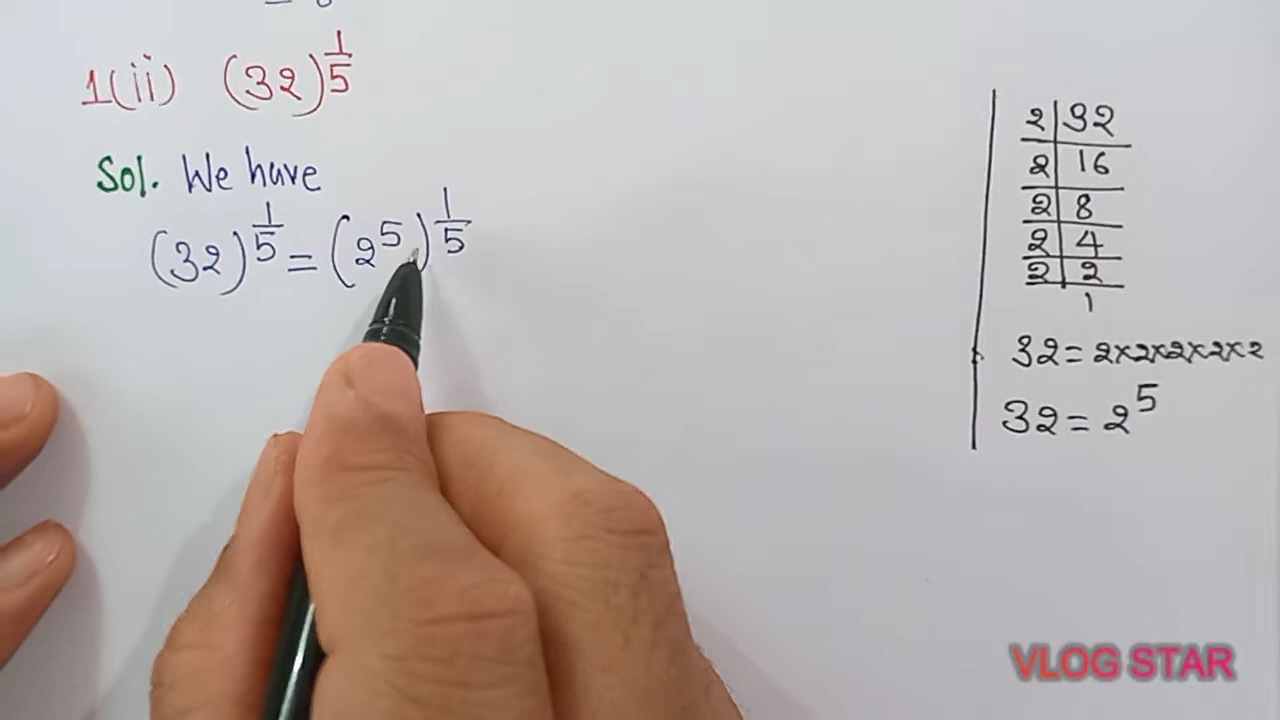 1(ii) (32)^{1/5}
Sol. We have
(32)^{1/5} = (2^5)^{1/5}
2 | 32
2 | 16
2 | 8
2 | 4
2 | 2
1
32 = 2×2×2×2×2
32 = 2^5
VLOG STAR